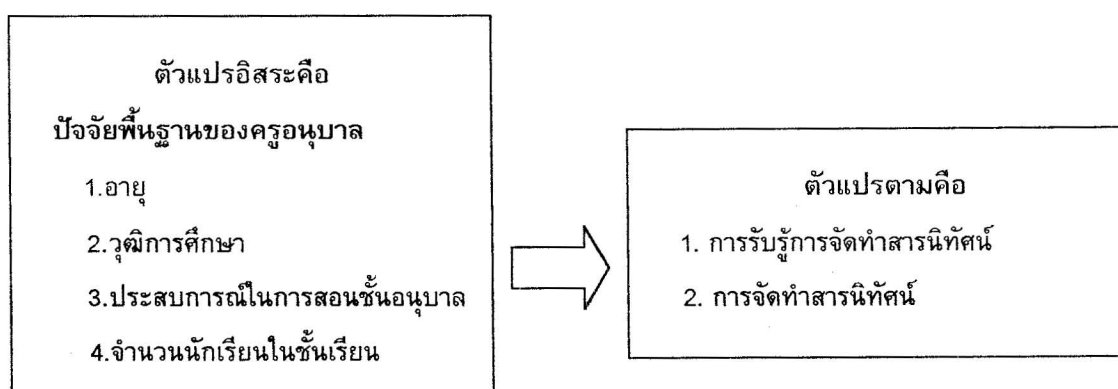 ตัวแปรอิสระคือ
ปัจจัยพื้นฐานของครูอนุบาล
1.อายุ
2.วุฒิการศึกษา
3.ประสบการณ์ในการสอนชั้นอนุบาล
4.จำนวนนักเรียนในชั้นเรียน
ตัวแปรตามคือ
1. การรับรู้การจัดทำสารนิทัศน์
2. การจัดทำสารนิทัศน์